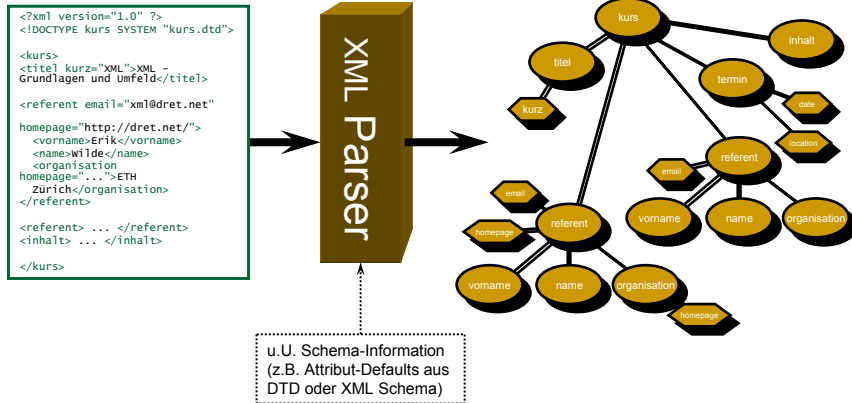 <?xml version="1.0" ?>
<!DOCTYPE kurs SYSTEM "kurs.dtd">
<kurs>
<titel kurz="XML">XML -
Grundlagen und Umfeld</titel>
<referent email="xml@dret.net"
homepage="http://dret.net/">
<vorname>Erik</vorname>
<name>Wilde</name>
<organisation
homepage="...">ETH
Zürich</organisation>
</referent>
<referent> ... </referent>
<inhalt> ... </inhalt>
</kurs>
XML Parser
u.U. Schema-Information
(z.B. Attribut-Defaults aus
DTD oder XML Schema)
kurs
inhalt
titel
termin
kurz
date
location
referent
email
vorname
name
organisation
email
homepage
referent
vorname
name
organisation
homepage